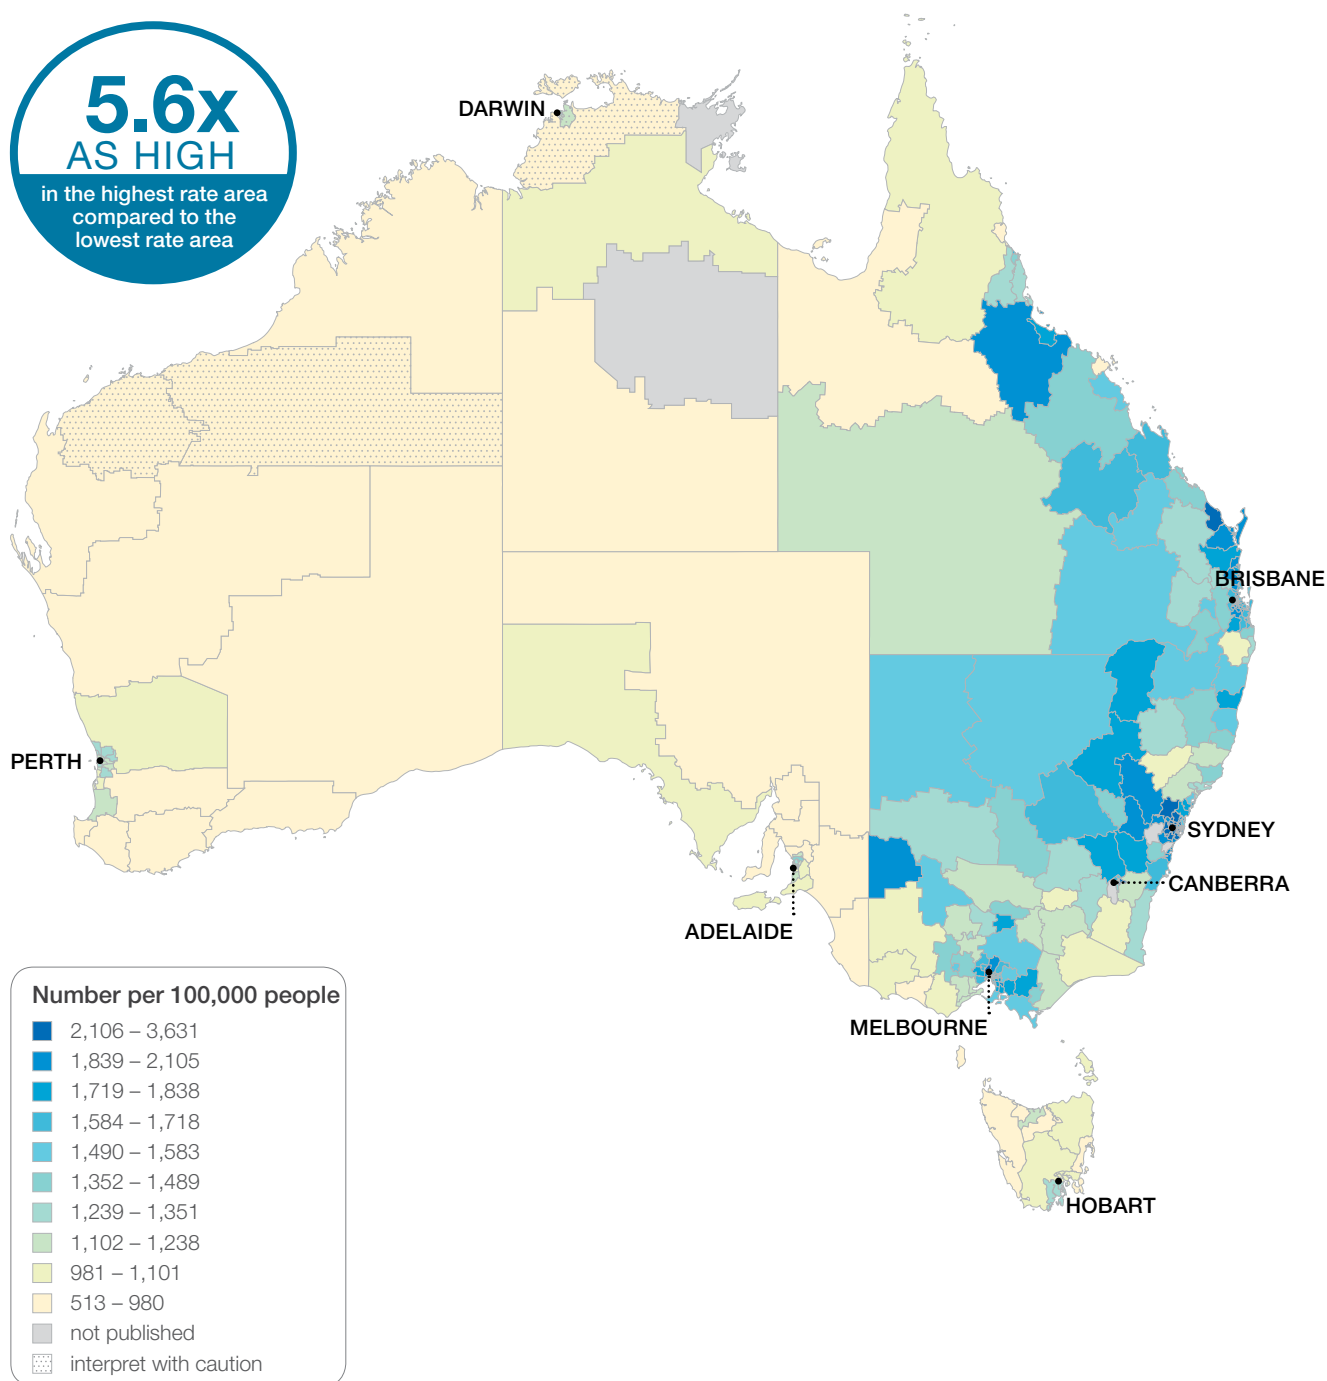 5.6x
AS HIGH
in the highest rate area
compared to the
lowest rate area
DARWIN
BRISBANE
PERTH
SYDNEY
CANBERRA
ADELAIDE
MELBOURNE
HOBART
Number per 100,000 people
2,106 – 3,631
1,839 – 2,105
1,719 – 1,838
1,584 – 1,718
1,490 – 1,583
1,352 – 1,489
1,239 – 1,351
1,102 – 1,238
981 – 1,101
513 – 980
not published
interpret with caution